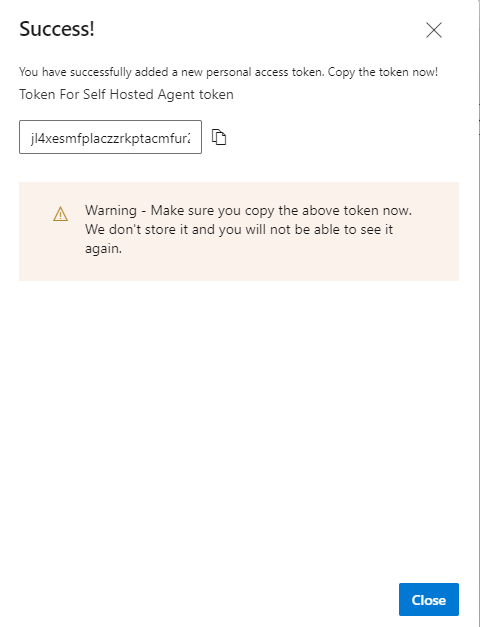 Success!
You have successfully added a new personal access token. Copy the token now!
Token For Self Hosted Agent token
jl4xesmfplaczzrkptacmfur2
Warning - Make sure you copy the above token now.
We don't store it and you will not be able to see it
again.
Close